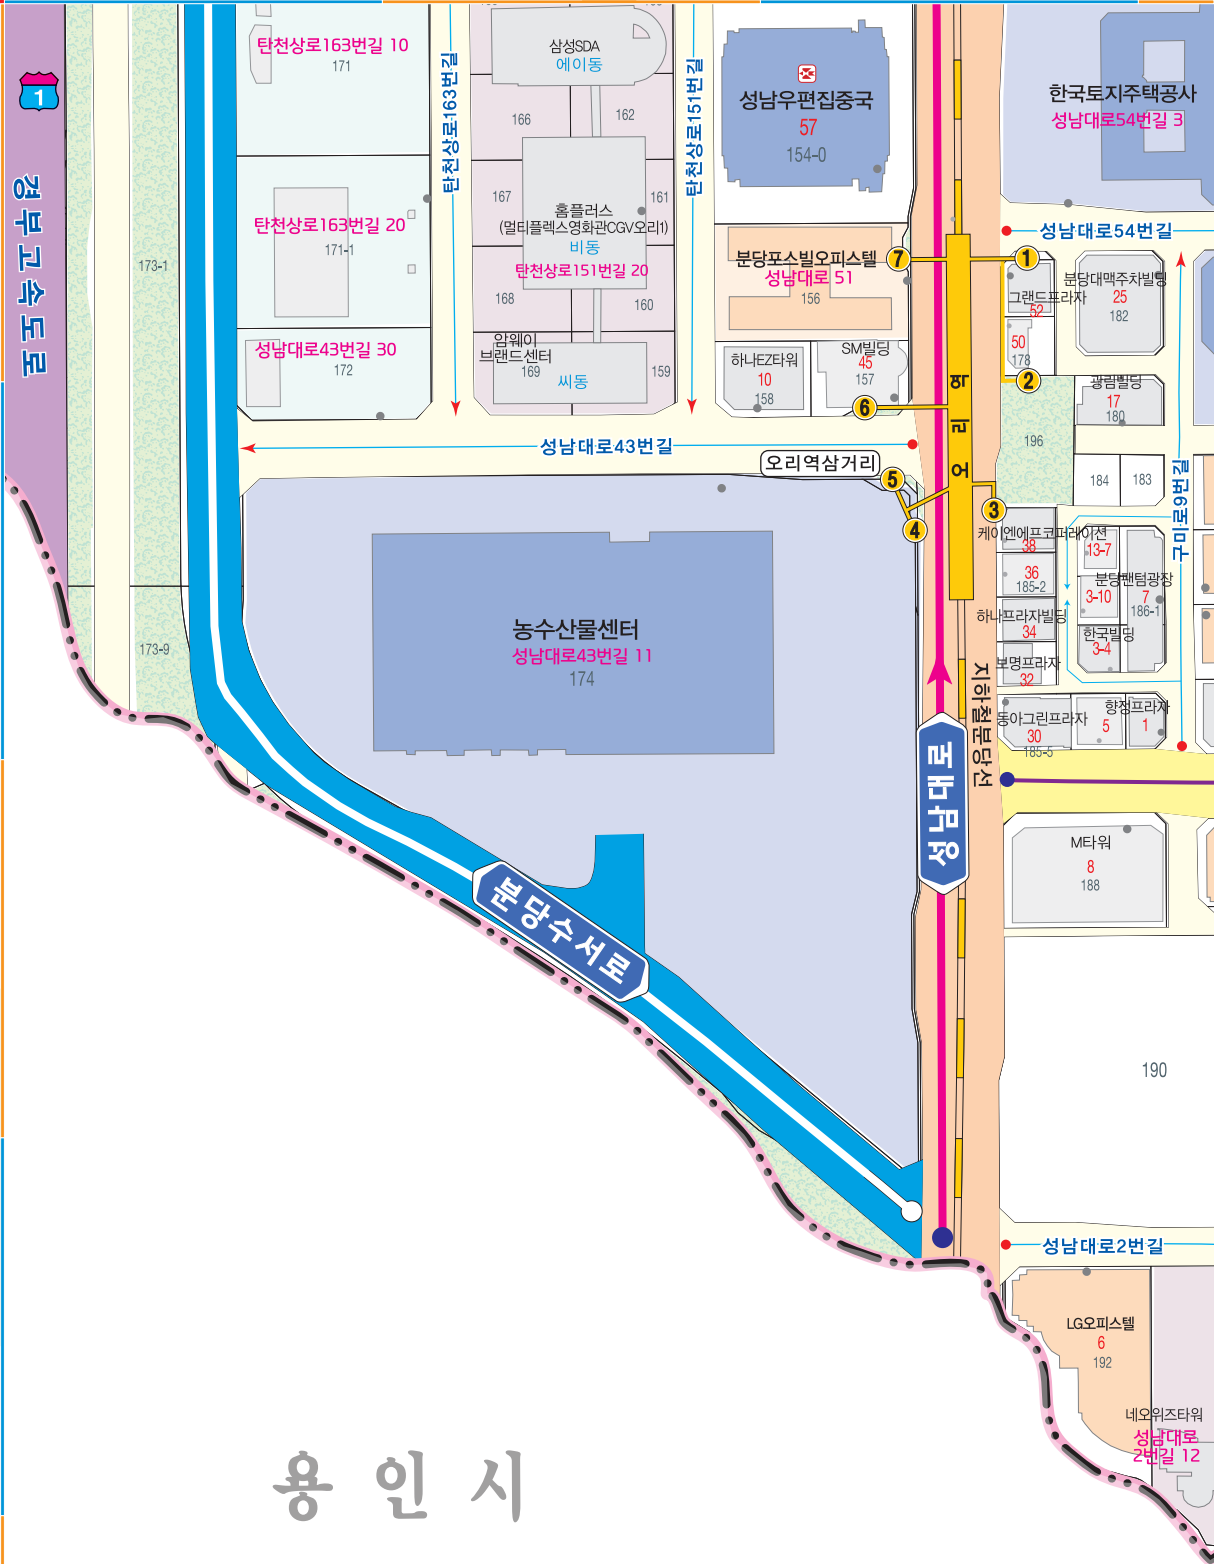 탄천상로163번길 10
171
1
경부고속도로
173-1
탄천상로163번길 20
171-1
성남대로43번길 30
172
탄천상로163번길
삼성SDA
에이동
166
162
167
161
홈플러스
(멀티플렉스영화관CGV오리1)
비동
탄천상로151번길 20
168
160
암웨이
브랜드센터
169
씨동
159
탄천상로151번길
성남우편집중국
57
154-0
분당포스빌오피스텔
성남대로 51
156
하나EZ타워
10
158
SM빌딩
45
157
한국토지주택공사
성남대로54번길 3
성남대로54번길
7
1
2
6
5
4
3
오리역
그랜드프라자
52
50
178
분당대맥주차빌딩
25
182
광림빌딩
17
180
196
184
183
구미로9번길
성남대로43번길
오리역삼거리
케이엔에프코퍼레이션
38
36
185-2
하나프라자빌딩
34
보명프라자
32
동아그린프라자
30
185-5
13-7
3-10
분당팬텀광장
7
186-1
한국빌딩
3-4
향정프라자
5
1
농수산물센터
성남대로43번길 11
174
173-9
지하철분당선
성남대로
분당수서로
M타워
8
188
190
성남대로2번길
LG오피스텔
6
192
네오위즈타워
성남대로
2번길 12
용인시